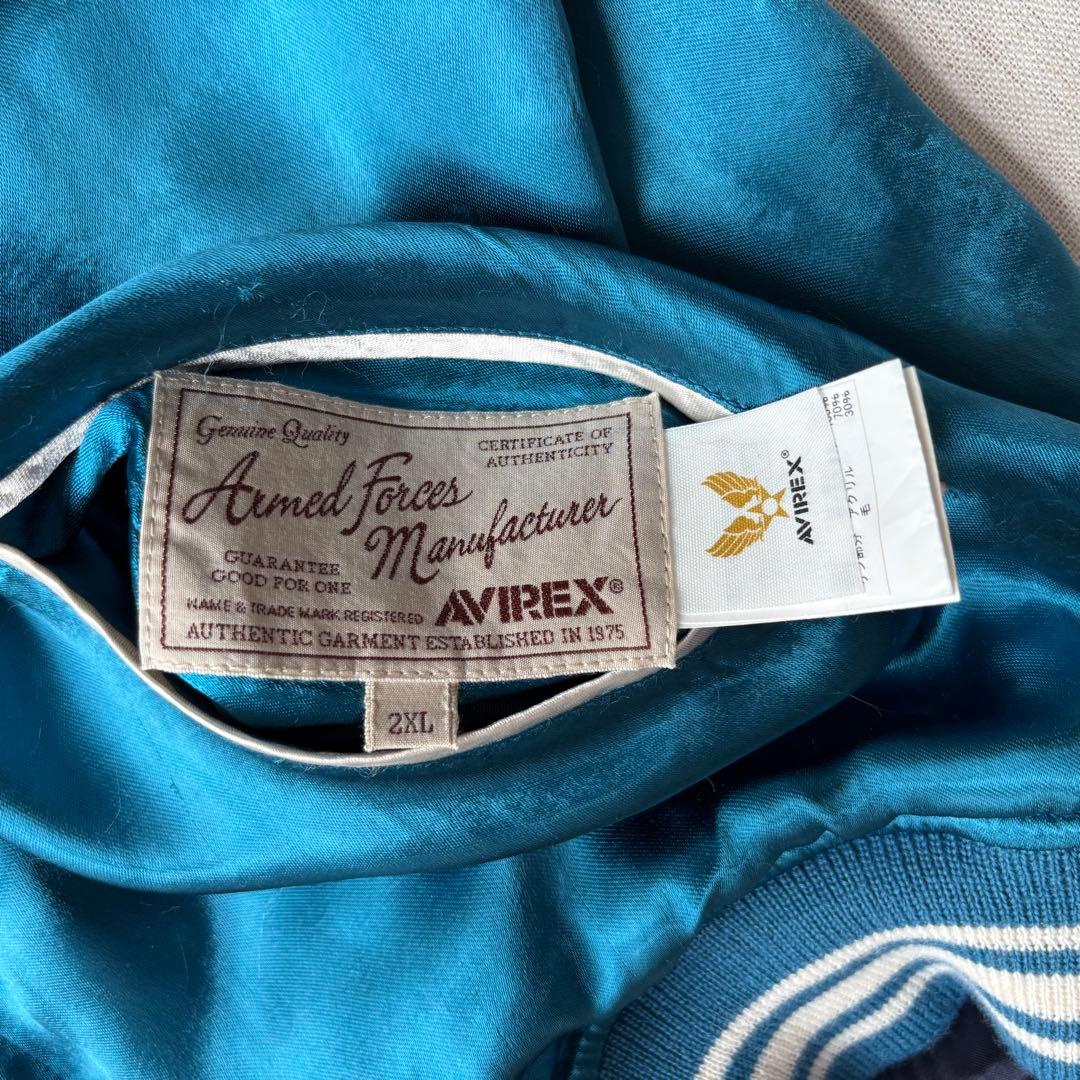 Genuine Quality
CERTIFICATE OF
AUTHENTICITY
Armed Forces
Manufacturer
GUARANTEE
GOOD FOR ONE
NAME & TRADE MARK REGISTERED
AVIREX®
AUTHENTIC GARMENT ESTABLISHED IN 1975
2XL
AVIREX®
70%
30%
アクリル
毛